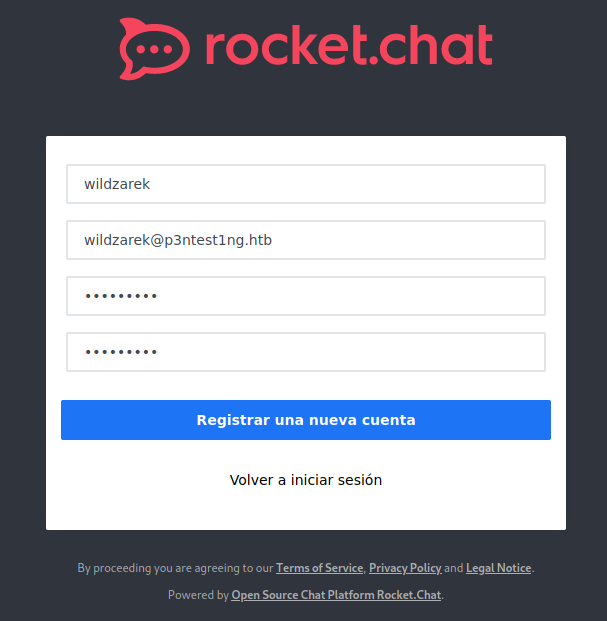 rocket.chat
wildzarek
wildzarek@p3ntest1ng.htb
•••••••••
•••••••••
Registrar una nueva cuenta
Volver a iniciar sesión
By proceeding you are agreeing to our Terms of Service, Privacy Policy and Legal Notice.
Powered by Open Source Chat Platform Rocket.Chat.